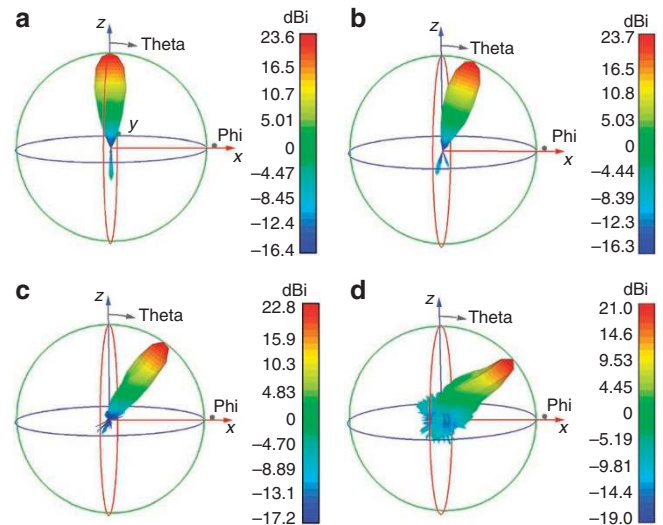 a
z
dBi
Theta
y
Phi
x
23.6
16.5
10.7
5.01
0
−4.47
−8.45
−12.4
−16.4
b
z
dBi
Theta
Phi
x
23.7
16.5
10.8
5.03
0
−4.44
−8.39
−12.3
−16.3
c
z
dBi
Theta
Phi
x
22.8
15.9
10.3
4.83
0
−4.70
−8.89
−13.1
−17.2
d
z
dBi
Theta
Phi
x
21.0
14.6
9.53
4.45
0
−5.19
−9.81
−14.4
−19.0